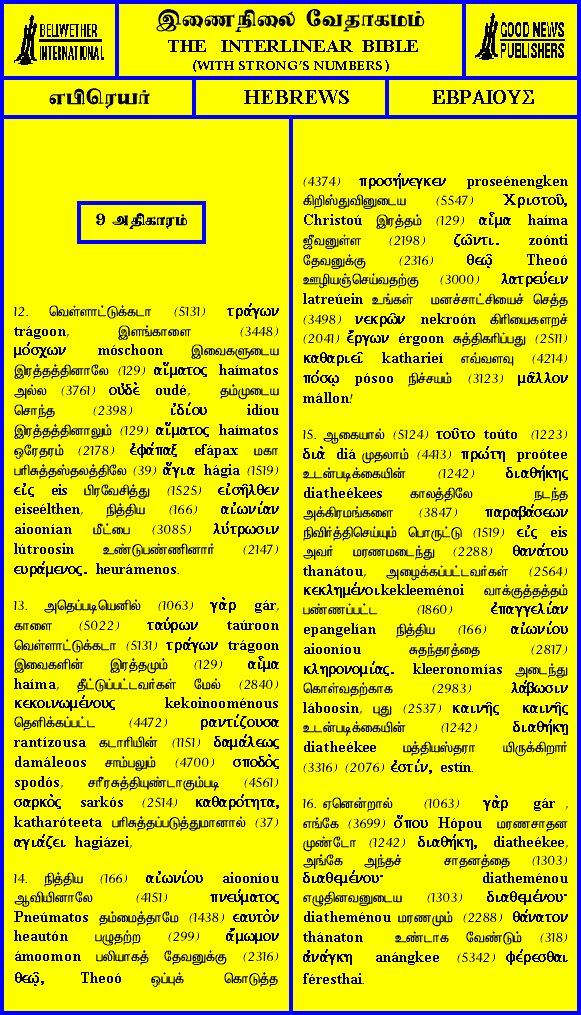 BELLWETHER
INTERNATIONAL
இணைநிலை வேதாகமம்
THE INTERLINEAR BIBLE
(WITH STRONG'S NUMBERS)
GOOD NEWS
PUBLISHERS
எபிரெயர்
HEBREWS
ΕΒΡΑΙΟΥΣ
9 அதிகாரம்
12. வெள்ளாட்டுக்கடா (5131) τράγων
trágoon, இளங்காளை (3448)
μόσχων móschoon இவைகளுடைய
இரத்தத்தினாலே (129) αἵματος haímatos
அல்ல (3761) οὐδὲ oudé, தம்முடைய
சொந்த (2398) ἰδίου idíou
இரத்தத்தினாலும் (129) αἵματος haímatos
ஒரேதரம் (2178) ἐφάπαξ efápax மகா
பரிசுத்தஸ்தலத்திலே (39) ἅγια hágia (1519)
εἰς eis பிரவேசித்து (1525) εἰσῆλθεν
eiseélthen, நித்திய (166) αἰωνίαν
aioonían மீட்பை (3085) λύτρωσιν
lútroosin உண்டுபண்ணினார் (2147)
ευράμενος. heurámenos.
13. அதெப்படியெனில் (1063) γὰρ gár,
காளை (5022) ταύρων taúroon
வெள்ளாட்டுக்கடா (5131) τράγων trágoon
இவைகளின் இரத்தமும் (129) αἷμα
haíma, தீட்டுப்பட்டவர்கள் மேல் (2840)
κεκοινωμένους kekoinooménous
தெளிக்கப்பட்ட (4472) ραντίζουσα
rantízousa கடாரியின் (1151) δαμάλεως
damáleoos சாம்பலும் (4700) σποδὸς
spodós, சரீரசுத்தியுண்டாகும்படி (4561)
σαρκὸς sarkós (2514) καθαρότητα,
katharóteeta பரிசுத்தப்படுத்துமானால் (37)
αγιάζει hagiázei,
14. நித்திய (166) αἰωνίου aiooníou
ஆவியினாலே (4151) πνεύματος
Pneúmatos தம்மைத்தாமே (1438) εαυτὸν
heautón பழுதற்ற (299) ἄμωμον
ámoomon பலியாகத் தேவனுக்கு (2316)
θεῷ, Theoó ஒப்புக் கொடுத்த
(4374) προσήνεγκεν proseénengken
கிறிஸ்துவினுடைய (5547) Χριστοῦ,
Christoú இரத்தம் (129) αἷμα haíma
ஜீவனுள்ள (2198) ζῶντι. zoónti
தேவனுக்கு (2316) θεῷ Theoó
ஊழியஞ்செய்வதற்கு (3000) λατρεύειν
latreúein உங்கள் மனச்சாட்சியைச் செத்த
(3498) νεκρῶν nekroón கிரியைகளறச்
(2041) ἔργων érgoon சுத்திகரிப்பது (2511)
καθαριεῖ katharieí எவ்வளவு (4214)
πόσῳ pósoo நிச்சயம் (3123) μᾶλλον
mállon!
15. ஆகையால் (5124) τοῦτο toúto (1223)
διὰ diá முதலாம் (4413) πρώτη proótee
உடன்படிக்கையின் (1242) διαθήκης
diatheékees காலத்திலே நடந்த
அக்கிரமங்களை (3847) παραβάσεων
நிவிர்த்திசெய்யும் பொருட்டு (1519) εἰς eis
அவர் மரணமடைந்து (2288) θανάτου
thanátou, அழைக்கப்பட்டவர்கள் (2564)
κεκλημένοι.kekleeménoi வாக்குத்தத்தம்
பண்ணப்பட்ட (1860) ἐπαγγελίαν
epangelían நித்திய (166) αἰωνίου
aiooníou சுதந்தரத்தை (2817)
κληρονομίας. kleeronomías அடைந்து
கொள்வதற்காக (2983) λάβωσιν
láboosin, புது (2537) καινῆς καινῆς
உடன்படிக்கையின் (1242) διαθήκῃ
diatheékee மத்தியஸ்தரா யிருக்கிறார்
(3316) (2076) ἐστίν, estín.
16. ஏனென்றால் (1063) γὰρ gár ,
எங்கே (3699) ὅπου Hópou மரணசாதன
முண்டோ (1242) διαθήκη, diatheékee,
அங்கே அந்தச் சாதனத்தை (1303)
διαθεμένου· diatheménou
எழுதினவனுடைய (1303) διαθεμένου·
diatheménou மரணமும் (2288) θάνατον
thánaton உண்டாக வேண்டும் (318)
ἀνάγκη anángkee (5342) φέρεσθαι
féresthai.